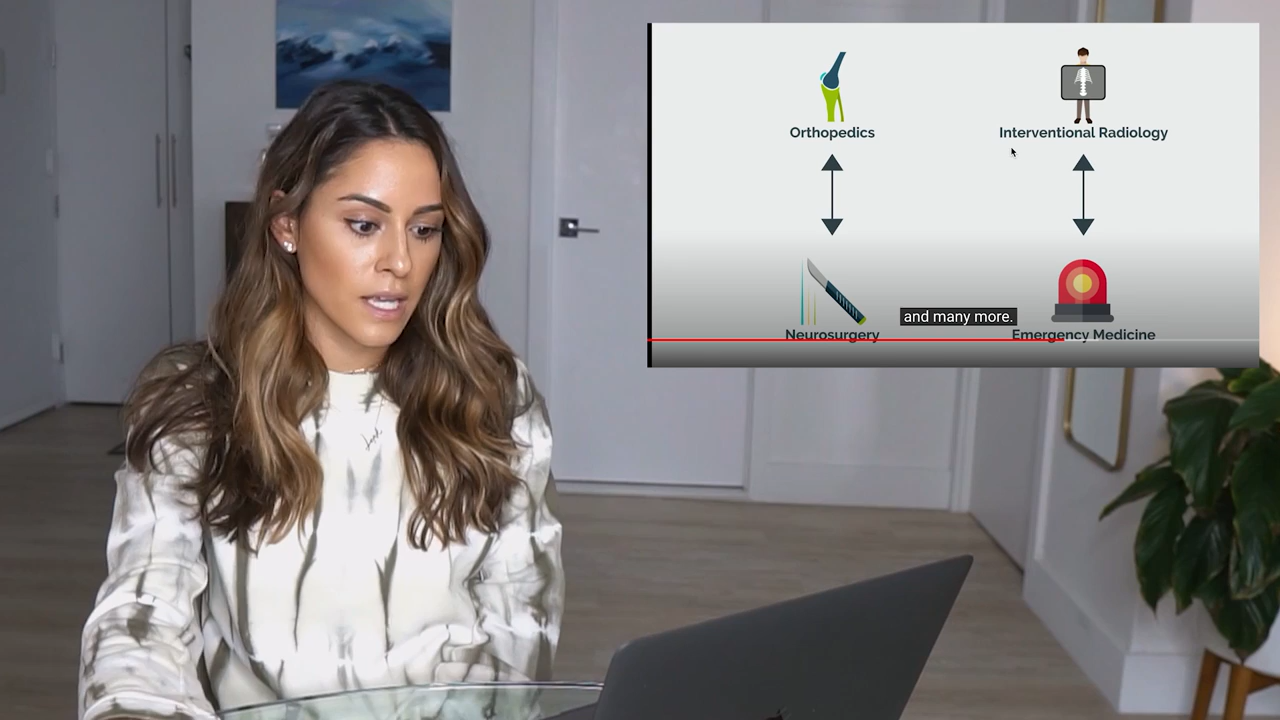 Orthopedics
Interventional Radiology
and many more.
Neurosurgery
Emergency Medicine